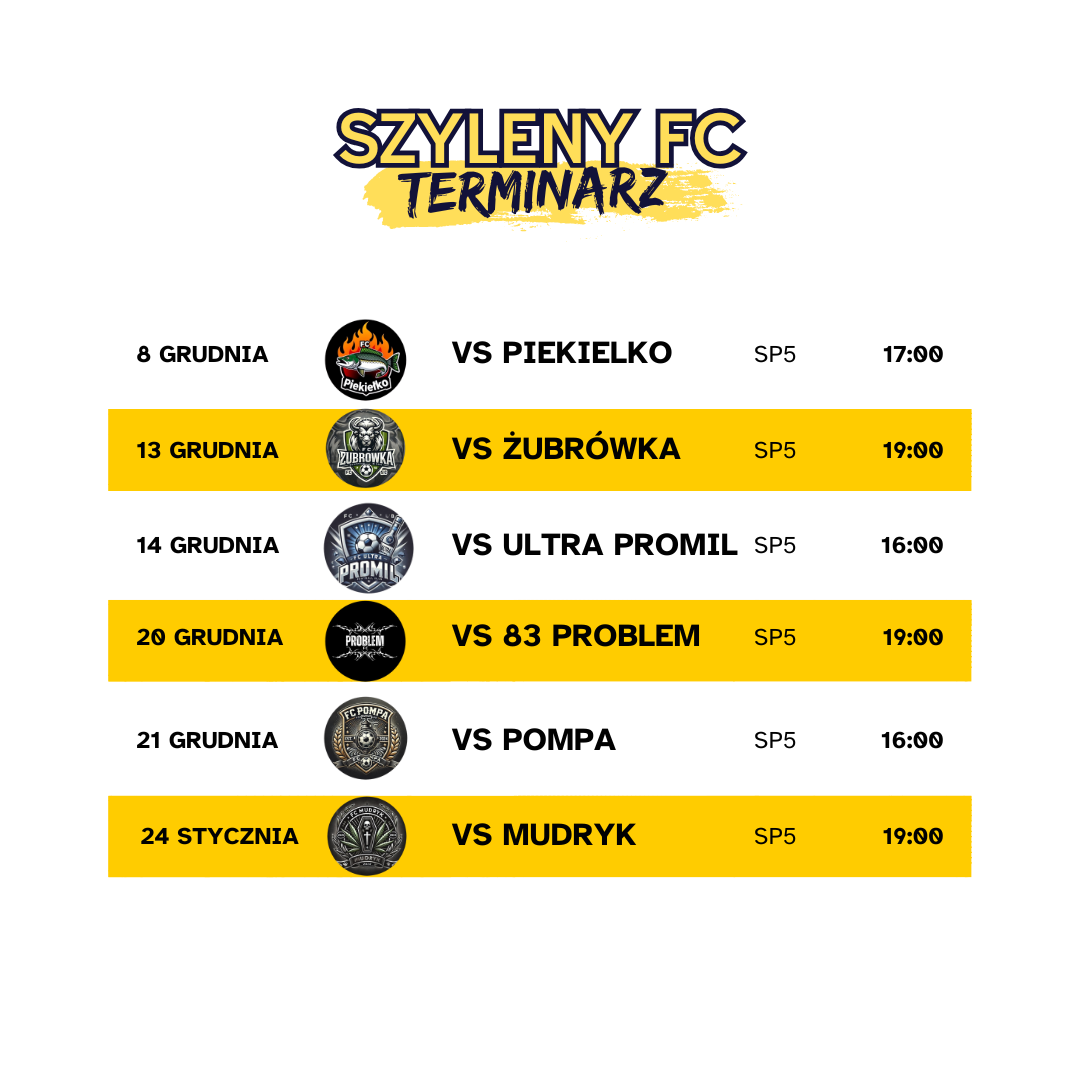 SZYLENY FC
TERMINARZ
8 GRUDNIA FC Piekiełko VS PIEKIELKO SP5 17:00
13 GRUDNIA FC ŻUBRÓWKA VS ŻUBRÓWKA SP5 19:00
14 GRUDNIA FC ULTRA PROMIL VS ULTRA PROMIL SP5 16:00
20 GRUDNIA PROBLEM VS 83 PROBLEM SP5 19:00
21 GRUDNIA FC POMPA VS POMPA SP5 16:00
24 STYCZNIA FC MUDRYK MUDRYK VS MUDRYK SP5 19:00